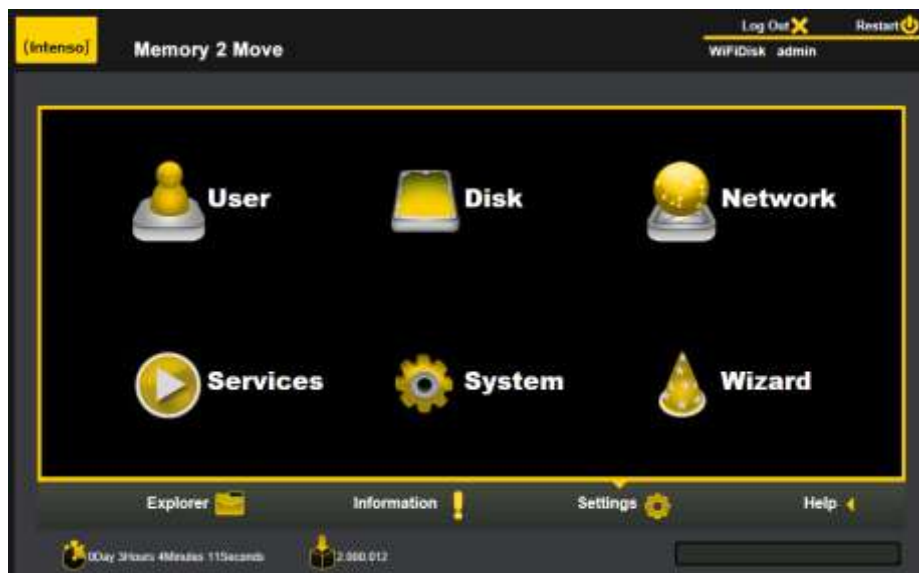 Log Out Restart
(intenso)
Memory 2 Move
WiFiDisk admin
User Disk Network
Services System Wizard
Explorer Information Settings Help
0Day 3Hours 4Minutes 11Seconds 2.000.012